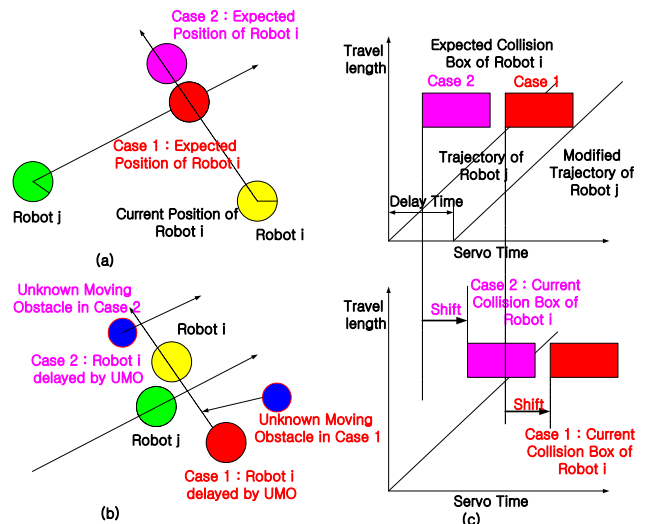 Case 2 : Expected
Position of Robot i
(a)
Case 1 : Expected
Position of Robot i
Robot j
Current Position of
Robot i
Robot i
(a)
Unknown Moving
Obstacle in Case 2
Robot i
Case 2 : Robot i
delayed by UMO
Robot j
Unknown Moving
Obstacle in Case 1
Case 1 : Robot i
delayed by UMO
(b)
Travel
length
Expected Collision
Box of Robot i
Case 2
Case 1
Trajectory of
Robot j
Modified
Trajectory of
Robot j
Delay Time
Servo Time
Travel
length
Case 2 : Current
Collision Box of
Robot i
Shift
Shift
Case 1 : Current
Collision Box of
Robot i
Servo Time
(c)